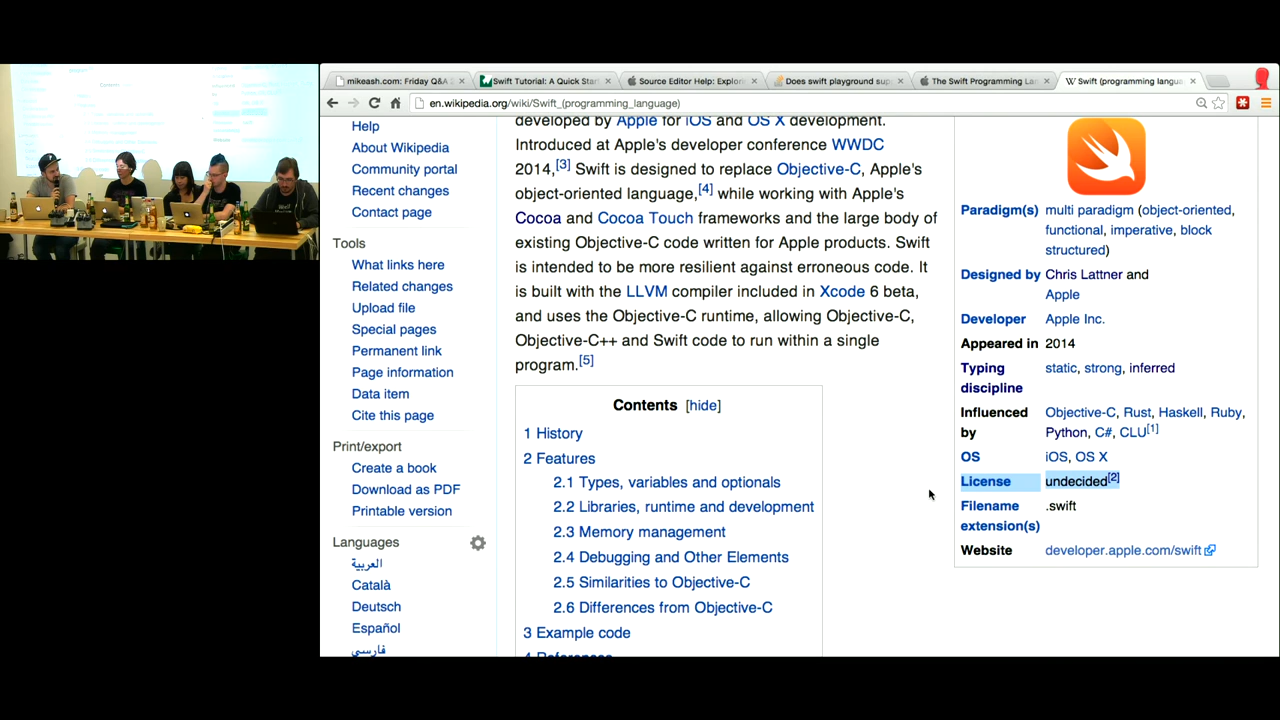 mikeash.com: Friday Q&A
Swift Tutorial: A Quick Star
Source Editor Help: Explor
Does swift playground sup
The Swift Programming La
Swift (programming langua
en.wikipedia.org/wiki/Swift_(programming_language)
Help
About Wikipedia
Community portal
Recent changes
Contact page
Tools
What links here
Related changes
Upload file
Special pages
Permanent link
Page information
Data item
Cite this page
Print/export
Create a book
Download as PDF
Printable version
Languages
العربية
Català
Deutsch
Español
فارسی
developed by Apple for iOS and OS X development.
Introduced at Apple's developer conference WWDC
2014,[3] Swift is designed to replace Objective-C, Apple's
object-oriented language,[4] while working with Apple's
Cocoa and Cocoa Touch frameworks and the large body of
existing Objective-C code written for Apple products. Swift
is intended to be more resilient against erroneous code. It
is built with the LLVM compiler included in Xcode 6 beta,
and uses the Objective-C runtime, allowing Objective-C,
Objective-C++ and Swift code to run within a single
program.[5]
Contents [hide]
1 History
2 Features
2.1 Types, variables and optionals
2.2 Libraries, runtime and development
2.3 Memory management
2.4 Debugging and Other Elements
2.5 Similarities to Objective-C
2.6 Differences from Objective-C
3 Example code
4 References
Paradigm(s) multi paradigm (object-oriented,
functional, imperative, block
structured)
Designed by Chris Lattner and
Apple
Developer Apple Inc.
Appeared in 2014
Typing static, strong, inferred
discipline
Influenced Objective-C, Rust, Haskell, Ruby,
by Python, C#, CLU[1]
OS iOS, OS X
License undecided[2]
Filename .swift
extension(s)
Website developer.apple.com/swift